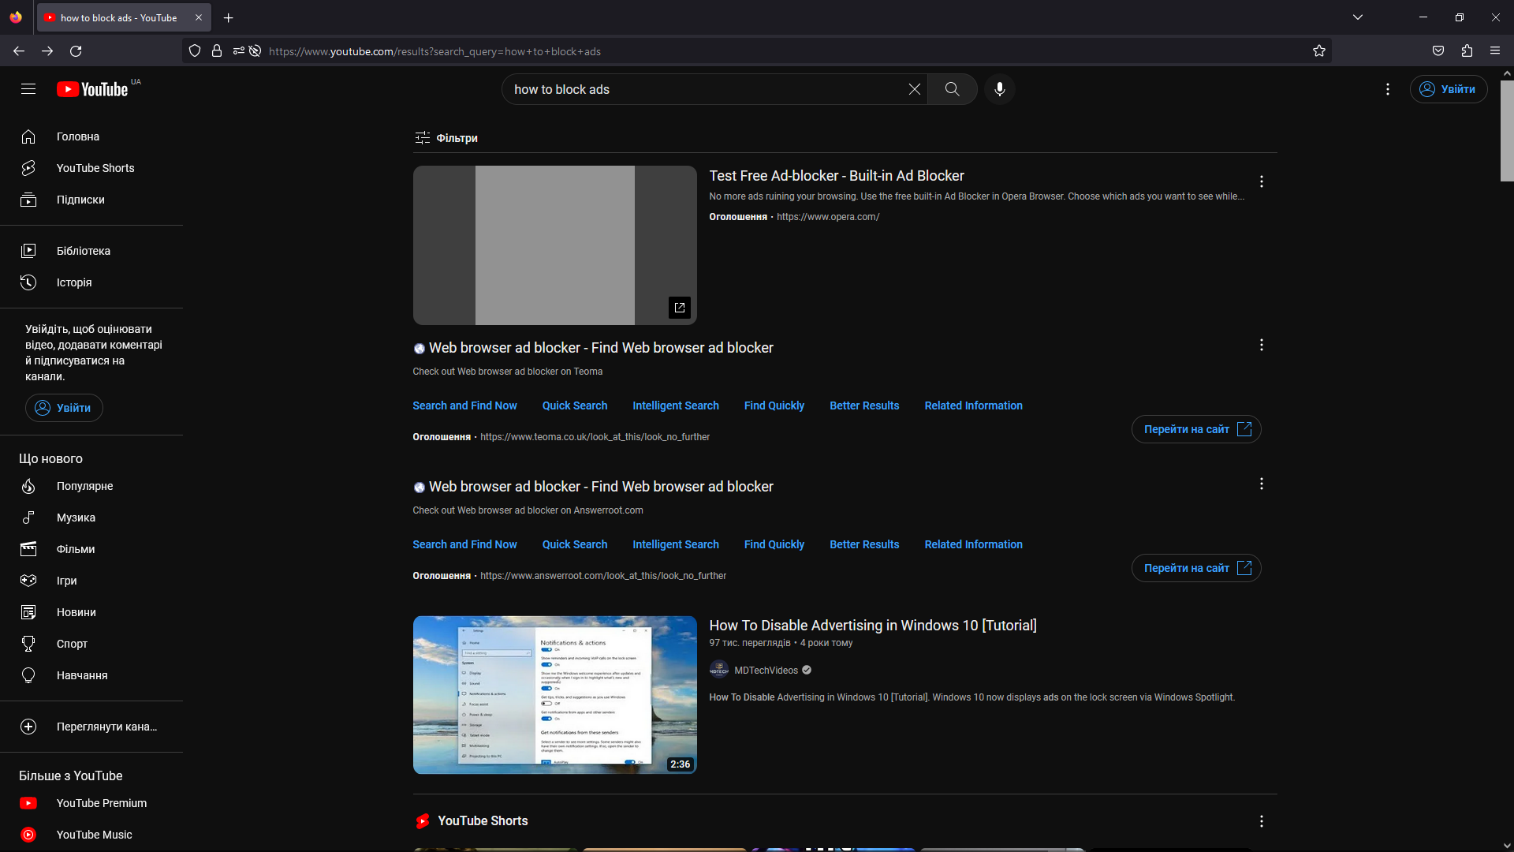 how to block ads - YouTube
https://www.youtube.com/results?search_query=how+to+block+ads
YouTube UA
how to block ads
Увійти
Головна
YouTube Shorts
Підписки
Бібліотека
Історія
Увійдіть, щоб оцінювати
відео, додавати коментарі
й підписуватися на
канали.
Увійти
Що нового
Популярне
Музика
Фільми
Ігри
Новини
Спорт
Навчання
Переглянути кана...
Більше з YouTube
YouTube Premium
YouTube Music
Фільтри
Test Free Ad-blocker - Built-in Ad Blocker
No more ads ruining your browsing. Use the free built-in Ad Blocker in Opera Browser. Choose which ads you want to see while...
Оголошення · https://www.opera.com/
Web browser ad blocker - Find Web browser ad blocker
Check out Web browser ad blocker on Teoma
Search and Find Now Quick Search Intelligent Search Find Quickly Better Results Related Information
Оголошення · https://www.teoma.co.uk/look_at_this/look_no_further
Перейти на сайт
Web browser ad blocker - Find Web browser ad blocker
Check out Web browser ad blocker on Answerroot.com
Search and Find Now Quick Search Intelligent Search Find Quickly Better Results Related Information
Оголошення · https://www.answerroot.com/look_at_this/look_no_further
Перейти на сайт
Notifications & actions
Get notifications from these senders
2:36
How To Disable Advertising in Windows 10 [Tutorial]
97 тис. переглядів • 4 роки тому
MDTechVideos
How To Disable Advertising in Windows 10 [Tutorial]. Windows 10 now displays ads on the lock screen via Windows Spotlight.
YouTube Shorts